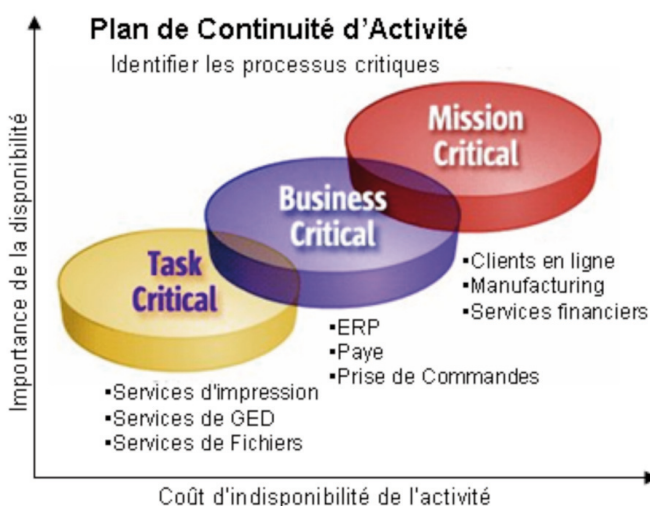 Plan de Continuité d'Activité
Identifier les processus critiques
Importance de la disponibilité
Mission
Critical
Business
Critical
Task
Critical
▪Clients en ligne
▪Manufacturing
▪Services financiers
▪ERP
▪Paye
▪Prise de Commandes
▪Services d'impression
▪Services de GED
▪Services de Fichiers
Coût d'indisponibilité de l'activité